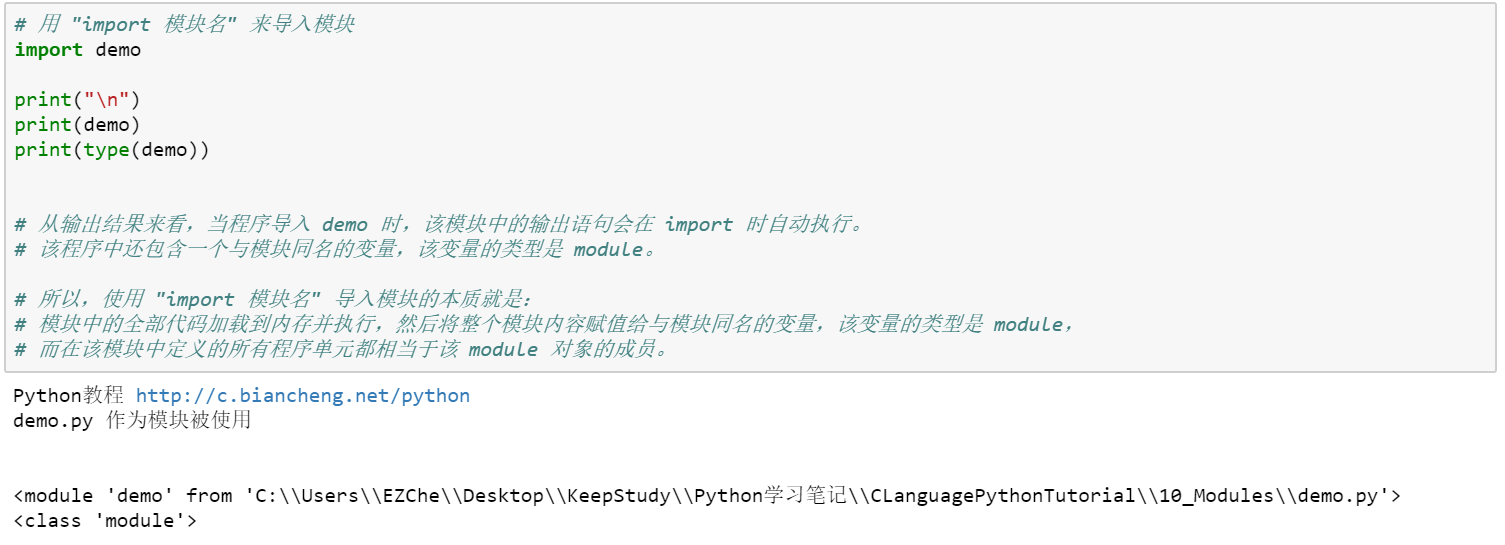 # 用 "import 模块名" 来导入模块
import demo
print("\n")
print(demo)
print(type(demo))
# 从输出结果来看，当程序导入 demo 时，该模块中的输出语句会在 import 时自动执行。
# 该程序中还包含一个与模块同名的变量，该变量的类型是 module。
# 所以，使用 "import 模块名" 导入模块的本质就是：
# 模块中的全部代码加载到内存并执行，然后将整个模块内容赋值给与模块同名的变量，该变量的类型是 module，
# 而在该模块中定义的所有程序单元都相当于该 module 对象的成员。
Python教程 http://c.biancheng.net/python
demo.py 作为模块被使用
<module 'demo' from 'C:\\Users\\EZChe\\Desktop\\KeepStudy\\Python学习笔记\\CLanguagePythonTutorial\\10_Modules\\demo.py'>
<class 'module'>